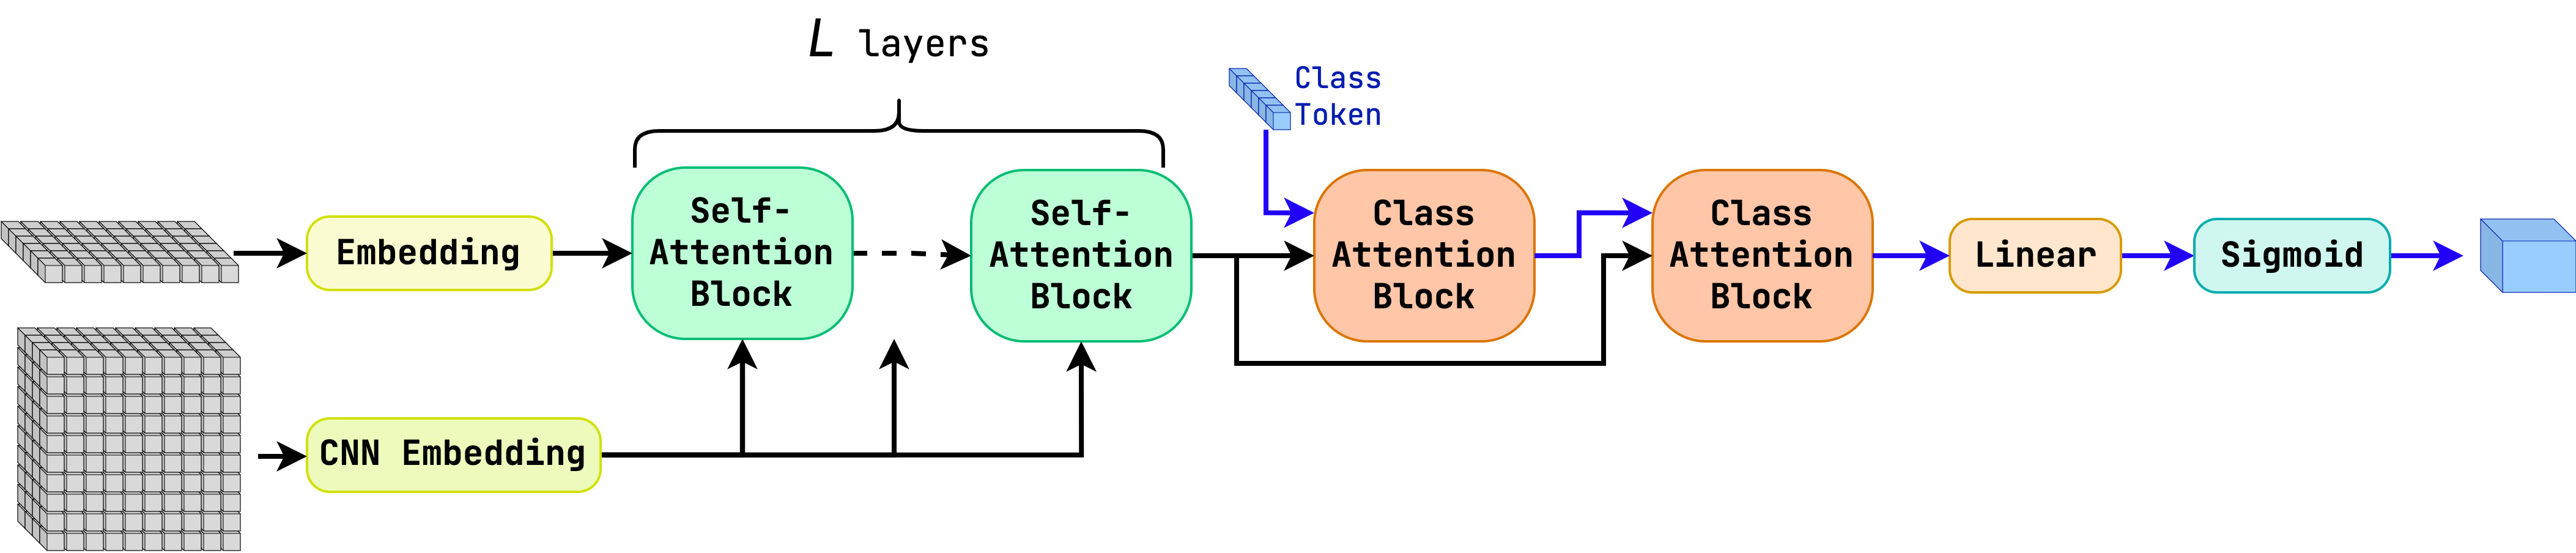 L layers
Class
Token
Embedding
Self-
Attention
Block
Self-
Attention
Block
Class
Attention
Block
Class
Attention
Block
Linear
Sigmoid
CNN Embedding